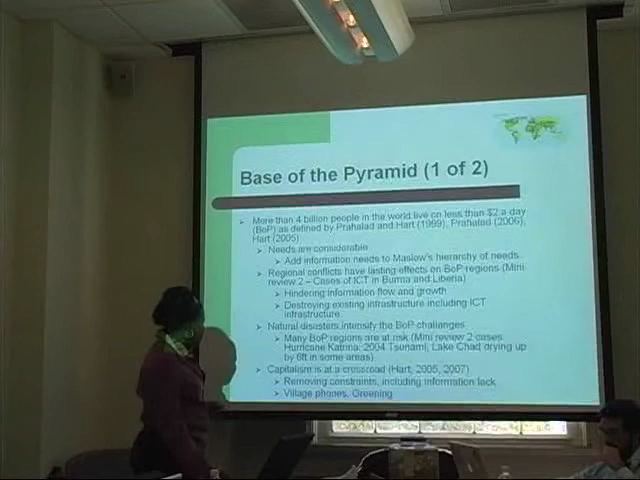 Base of the Pyramid (1 of 2)
More than 4 billion people in the world live on less than $2 a day
(BoP) as defined by Prahalad and Hart (1999), Prahalad (2006),
Hart (2005)
Needs are considerable
Add information needs to Maslow's hierarchy of needs
Regional conflicts have lasting effects on BoP regions (Mini
review 2 – Cases of ICT in Burma and Liberia)
Hindering information flow and growth
Destroying existing infrastructure including ICT
infrastructure
Natural disasters intensify the BoP challenges
Many BoP regions are at risk (Mini review 2 cases:
Hurricane Katrina; 2004 Tsunami; Lake Chad drying up
by 6ft in some areas)
Capitalism is at a crossroad (Hart, 2005, 2007)
Removing constraints, including information lack
Village phones, Greening